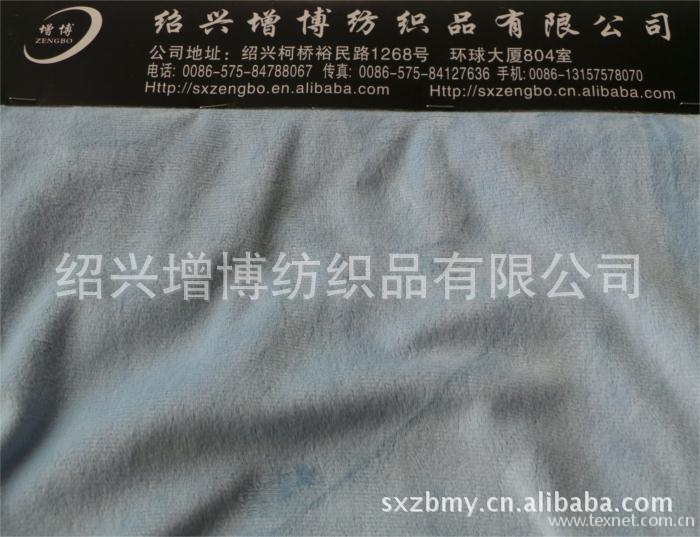 增博
ZENGBO
绍兴增博纺织品有限公司
公司地址：绍兴柯桥裕民路1268号 环球大厦804室
电话: 0086-575-84788067 传真: 0086-575-84127636 手机:0086-13157578070
Http://sxzengbo.en.alibaba.com Http://sxzengbo.cn.alibaba.com
绍兴增博纺织品有限公司
sxzbmy.cn.alibaba.com
www.texnet.com.cn